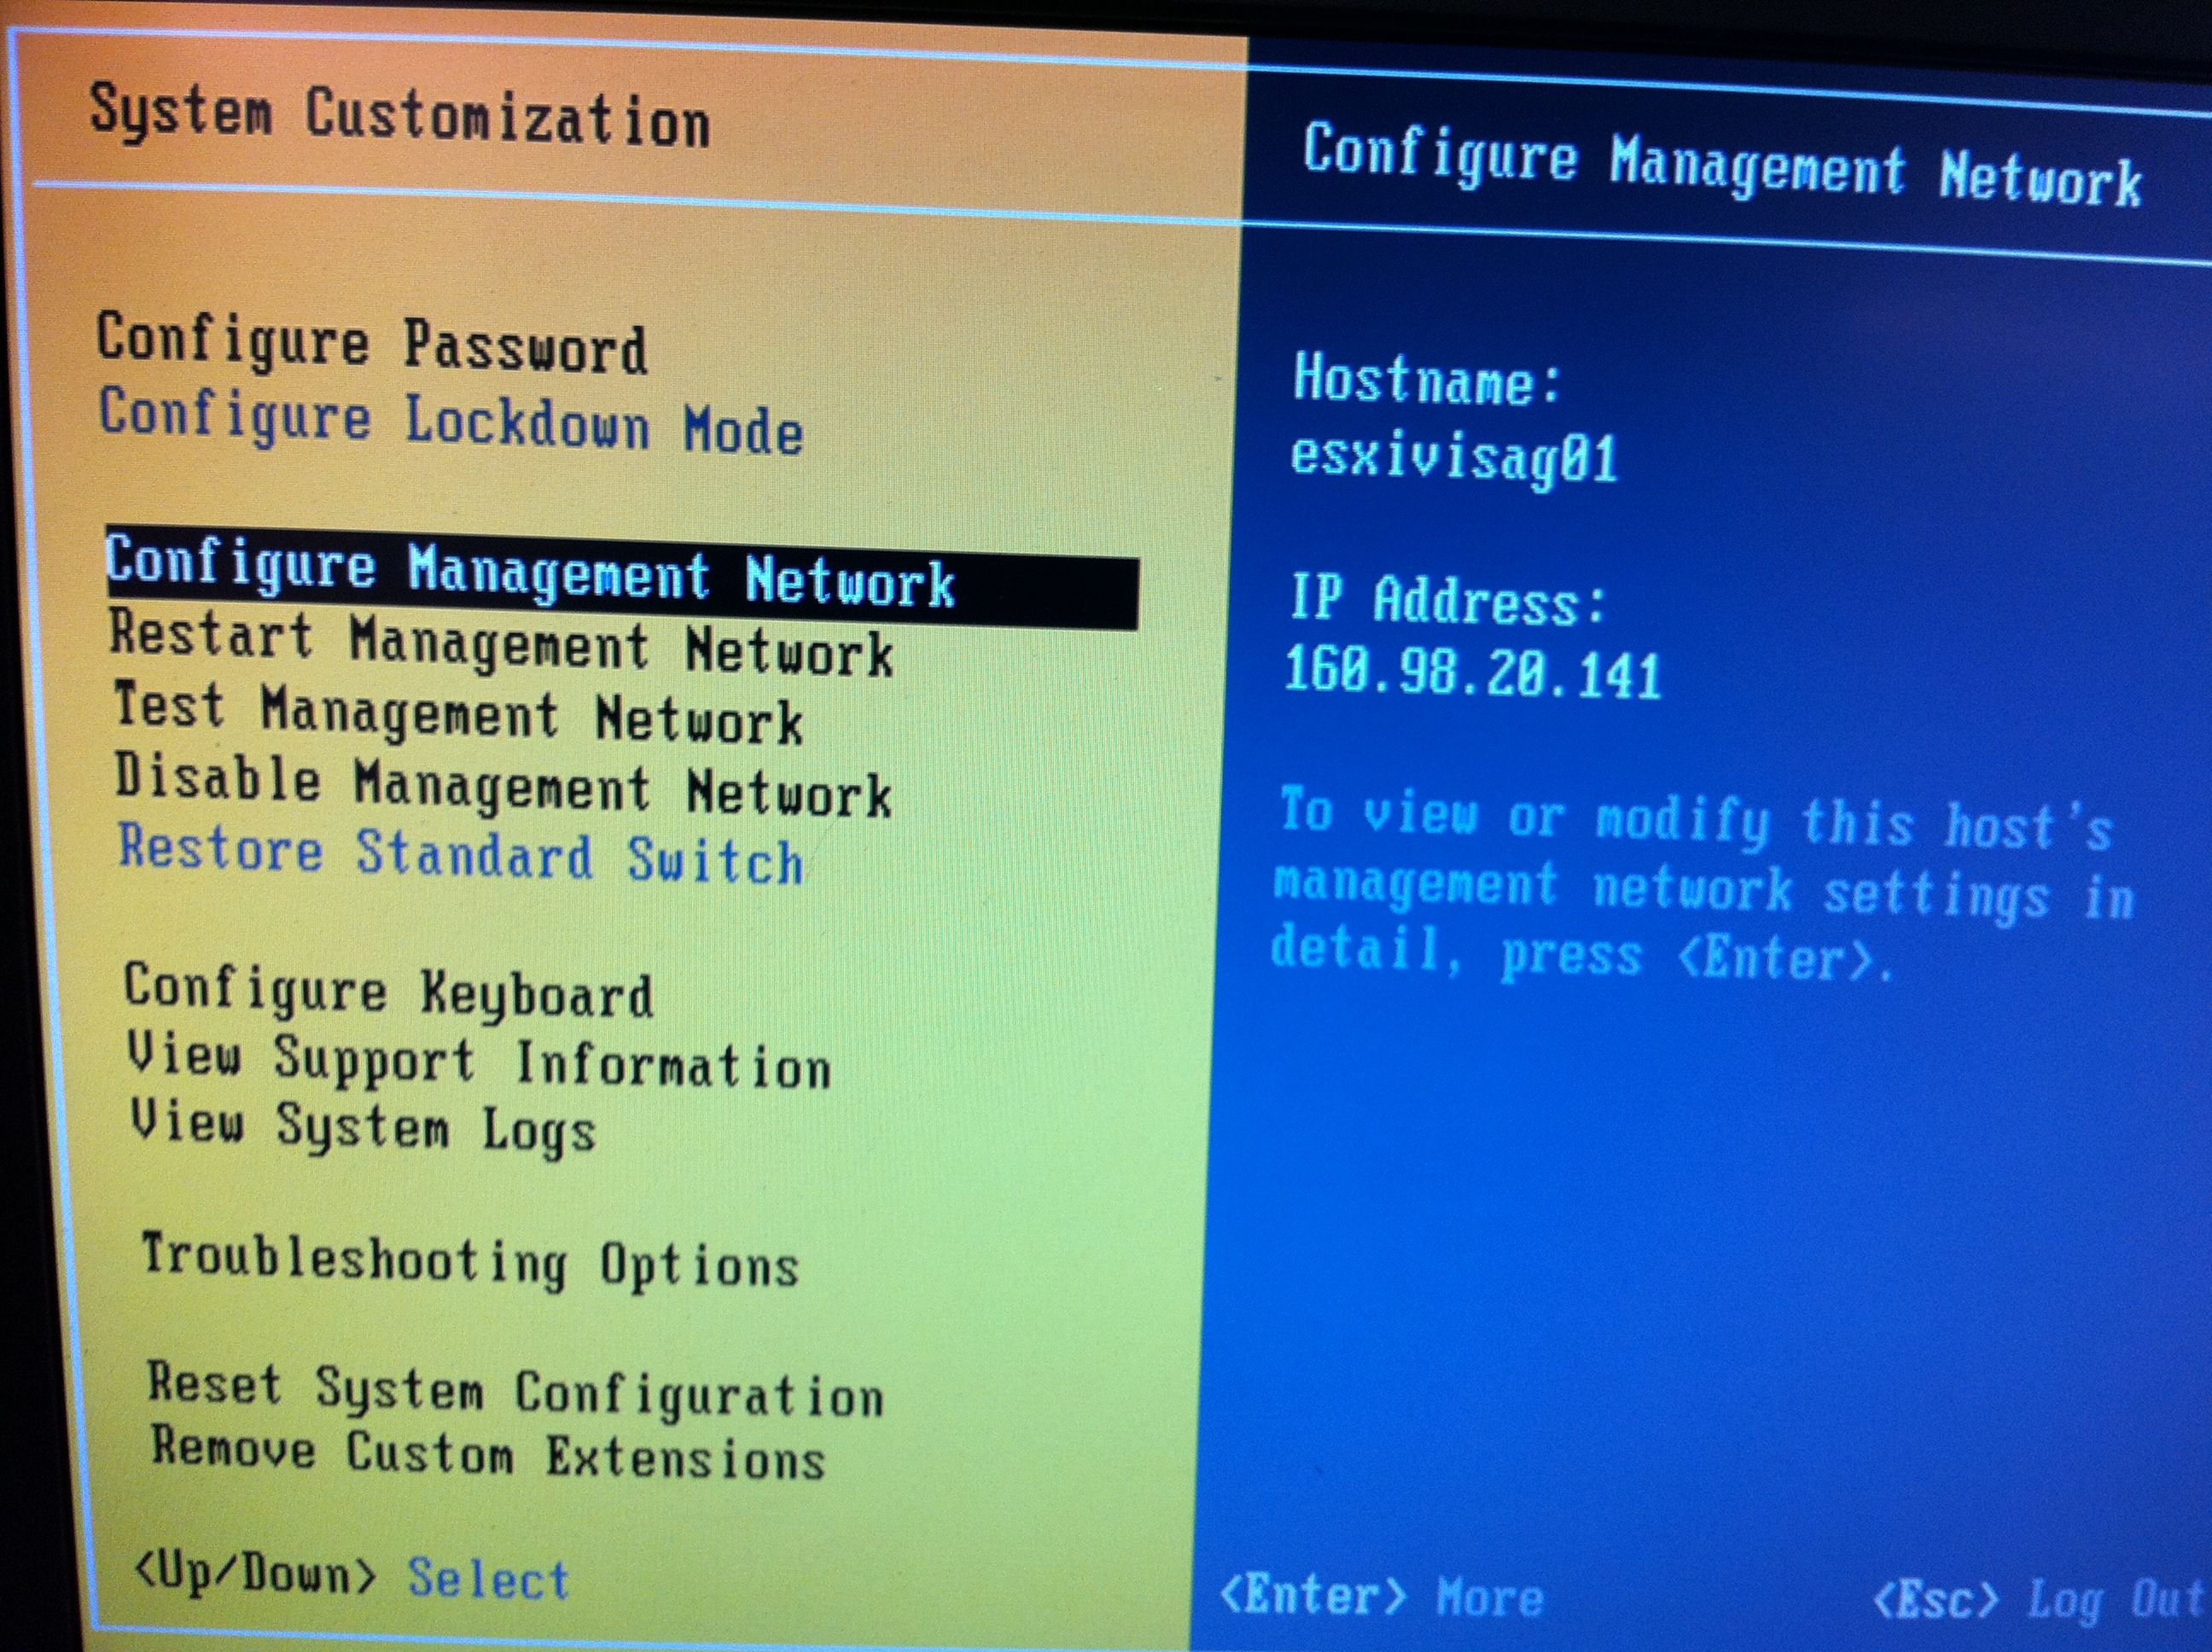 System Customization
Configure Password
Configure Lockdown Mode
Configure Management Network
Restart Management Network
Test Management Network
Disable Management Network
Restore Standard Switch
Configure Keyboard
View Support Information
View System Logs
Troubleshooting Options
Reset System Configuration
Remove Custom Extensions
<Up/Down> Select
Configure Management Network
Hostname:
esxivisag01
IP Address:
160.98.20.141
To view or modify this host's
management network settings in
detail, press <Enter>.
<Enter> More
<Esc> Log Out